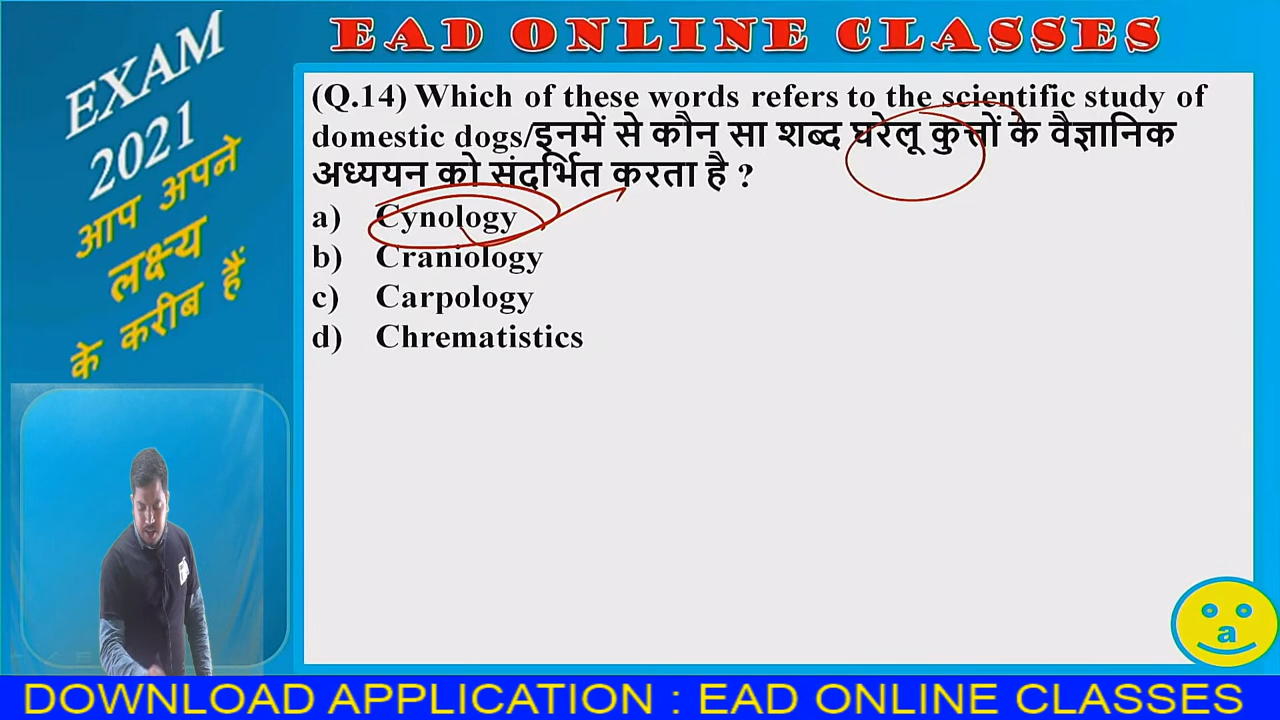 EAD ONLINE CLASSES
EXAM
2021
आप अपने
लक्ष्य
के करीब हैं
(Q.14) Which of these words refers to the scientific study of
domestic dogs/इनमें से कौन सा शब्द घरेलू कुत्तों के वैज्ञानिक
अध्ययन को संदर्भित करता है ?
a) Cynology
b) Craniology
c) Carpology
d) Chrematistics
a
DOWNLOAD APPLICATION : EAD ONLINE CLASSES